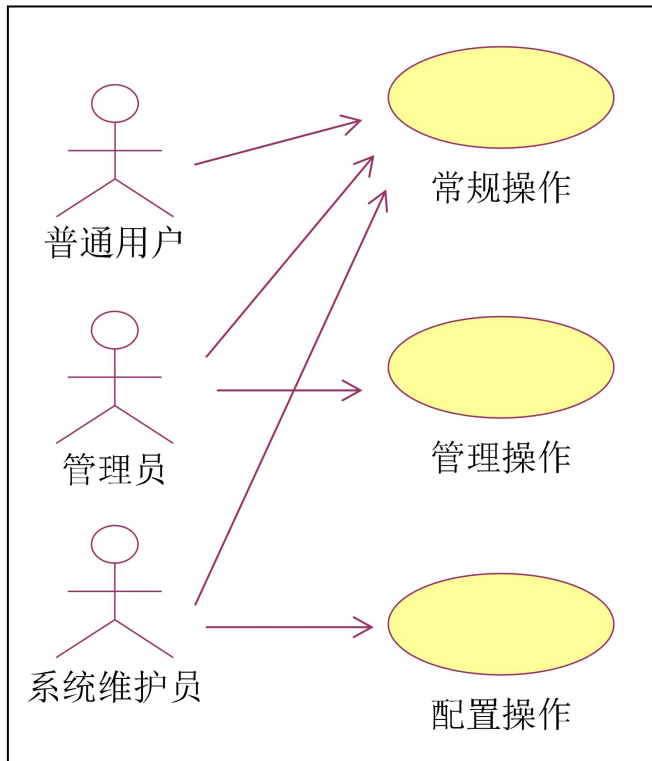 常规操作
普通用户
管理操作
管理员
系统维护员
配置操作